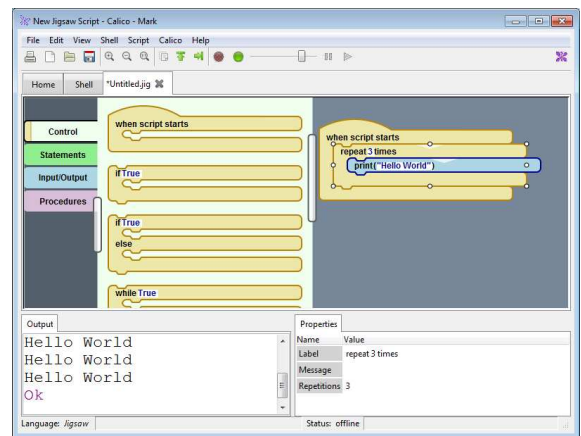 New Jigsaw Script - Calico - Mark
File Edit View Shell Script Calico Help
Home Shell *Untitled.jig
Control
Statements
Input/Output
Procedures
when script starts
if True
if True
else
while True
when script starts
repeat 3 times
print("Hello World")
Output
Hello World
Hello World
Hello World
Ok
Properties
Name Value
Label repeat 3 times
Message
Repetitions 3
Language: Jigsaw Status: offline